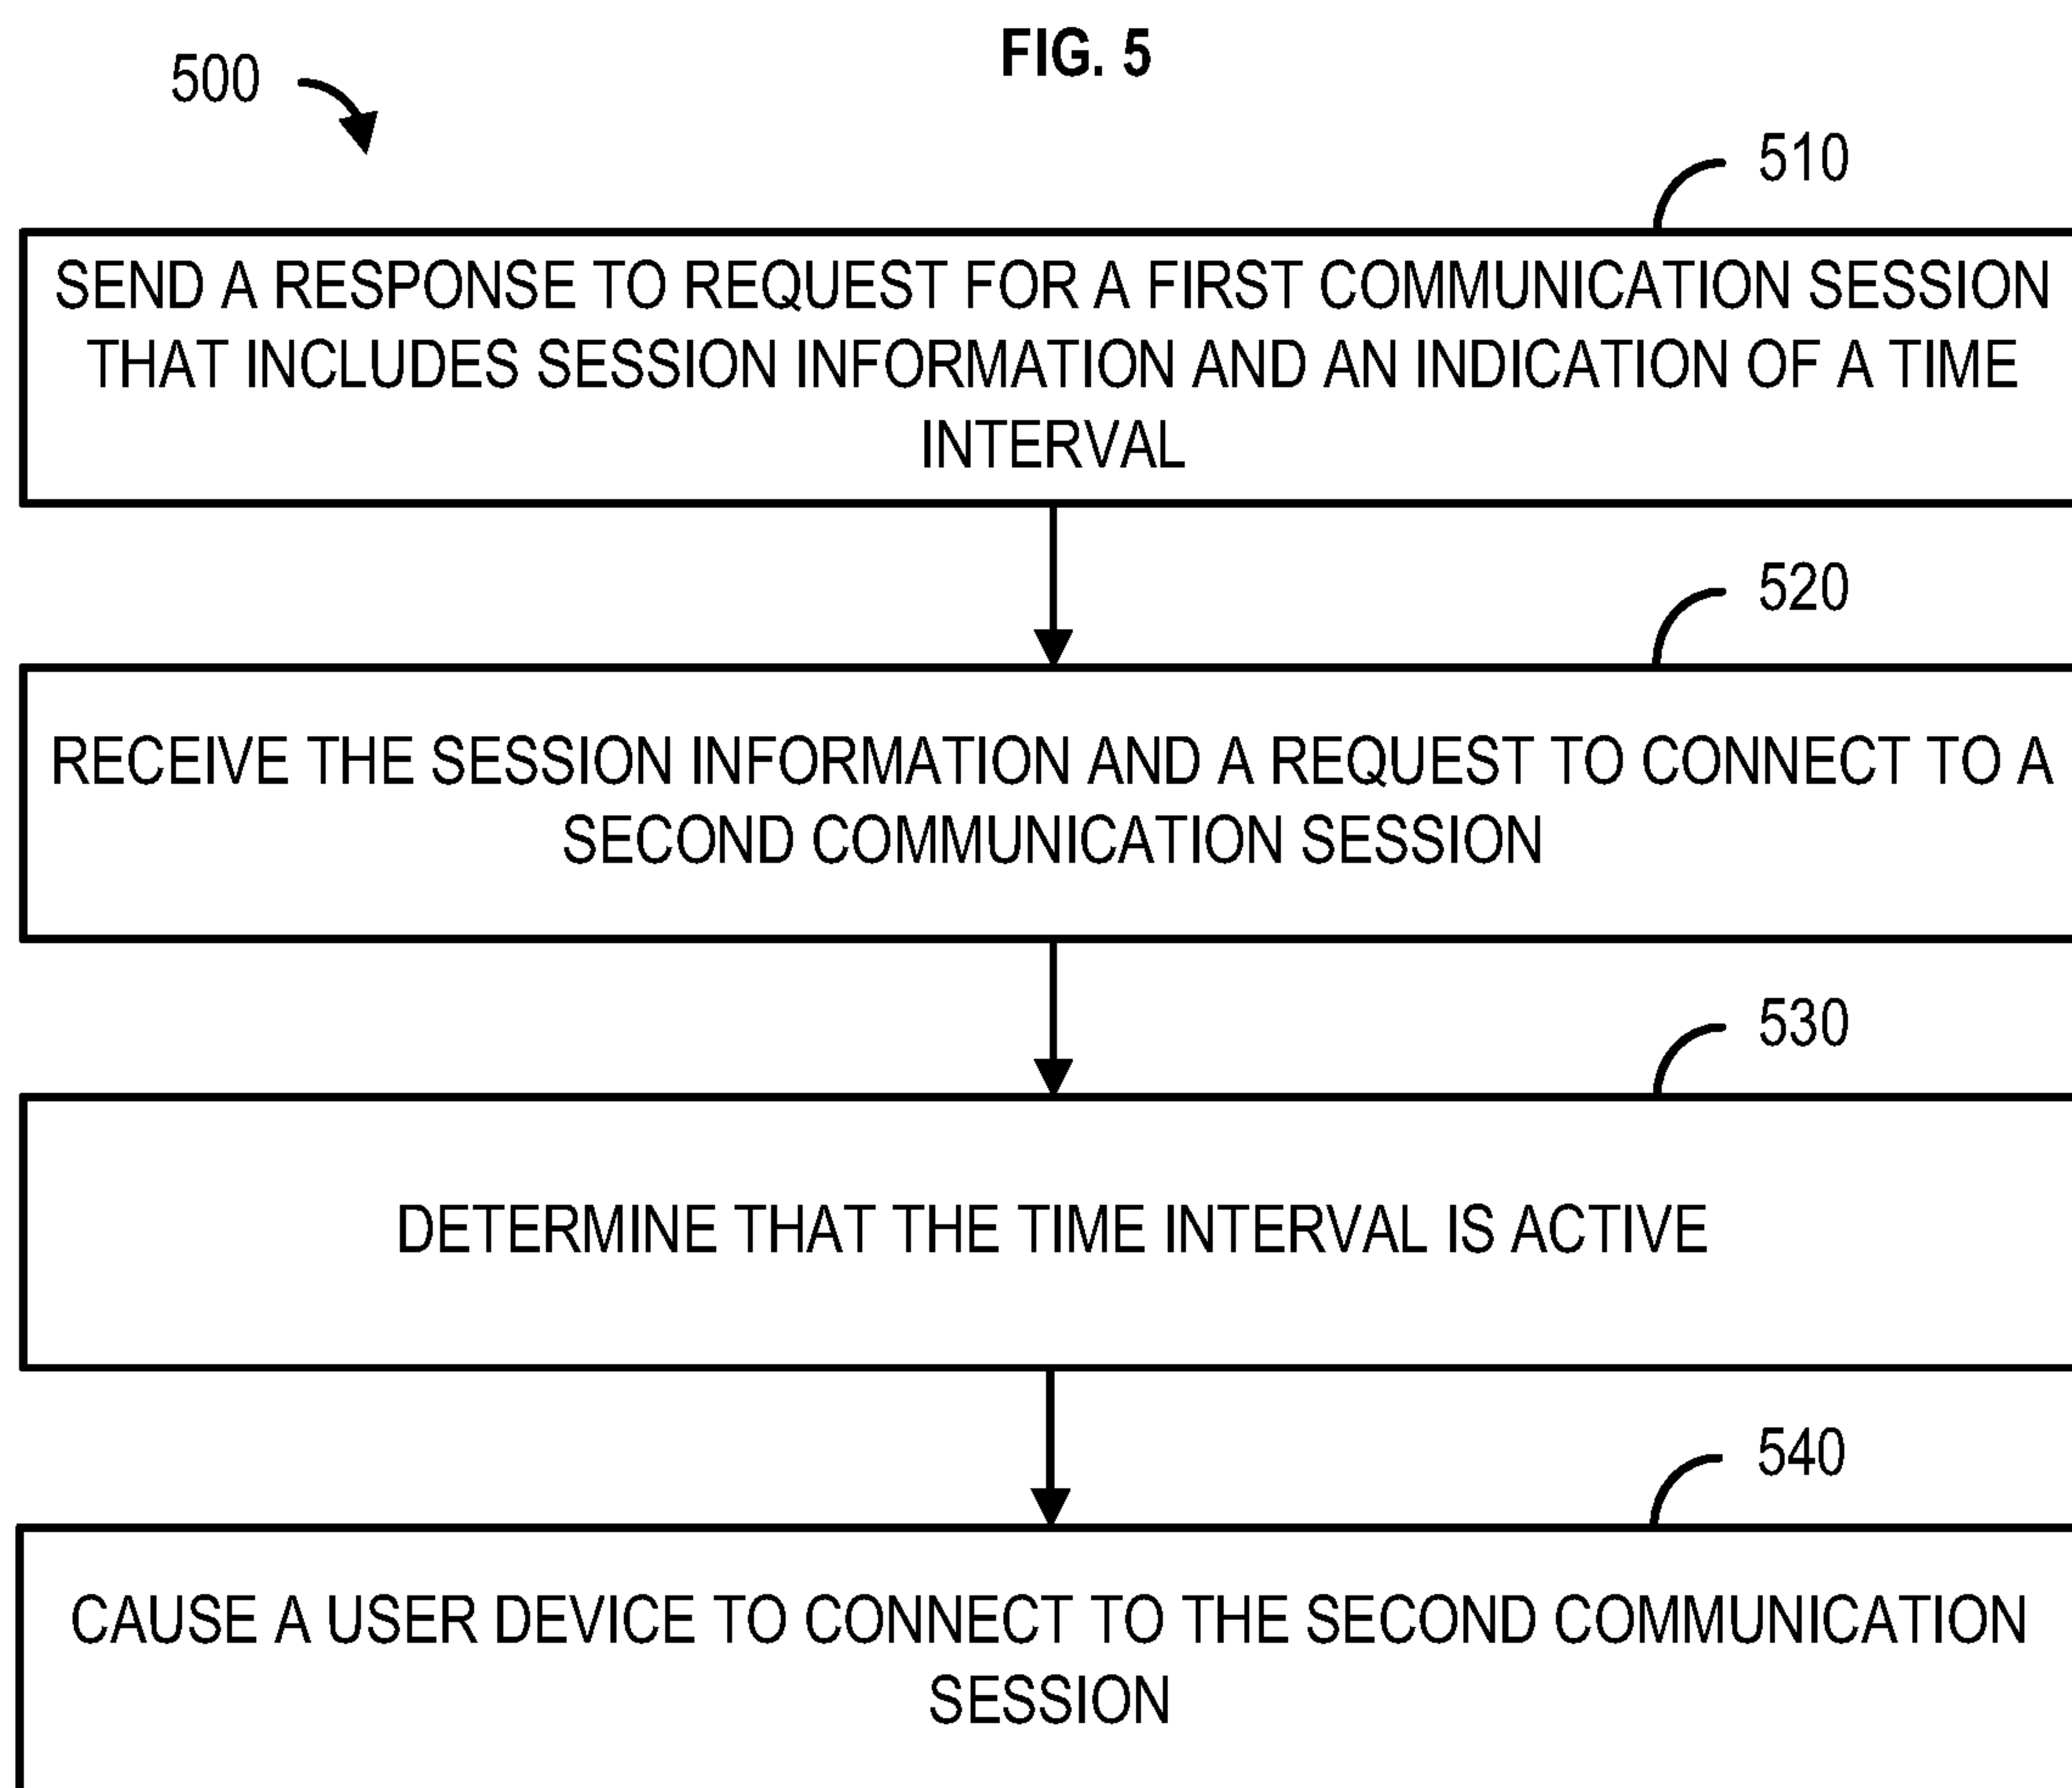 FIG. 5
500
510
SEND A RESPONSE TO REQUEST FOR A FIRST COMMUNICATION SESSION
THAT INCLUDES SESSION INFORMATION AND AN INDICATION OF A TIME
INTERVAL
520
RECEIVE THE SESSION INFORMATION AND A REQUEST TO CONNECT TO A
SECOND COMMUNICATION SESSION
530
DETERMINE THAT THE TIME INTERVAL IS ACTIVE
540
CAUSE A USER DEVICE TO CONNECT TO THE SECOND COMMUNICATION
SESSION